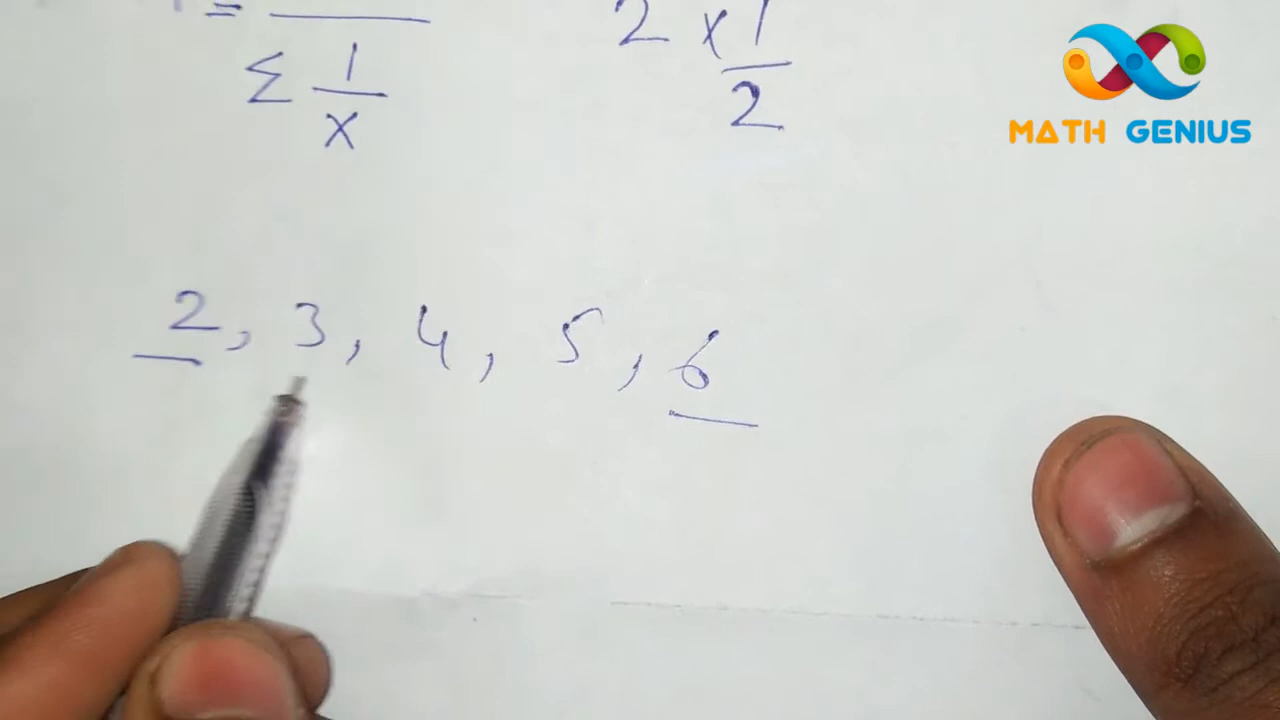 =
Σ 1/x
2 × 1/2
MATH GENIUS
2, 3, 4, 5, 6